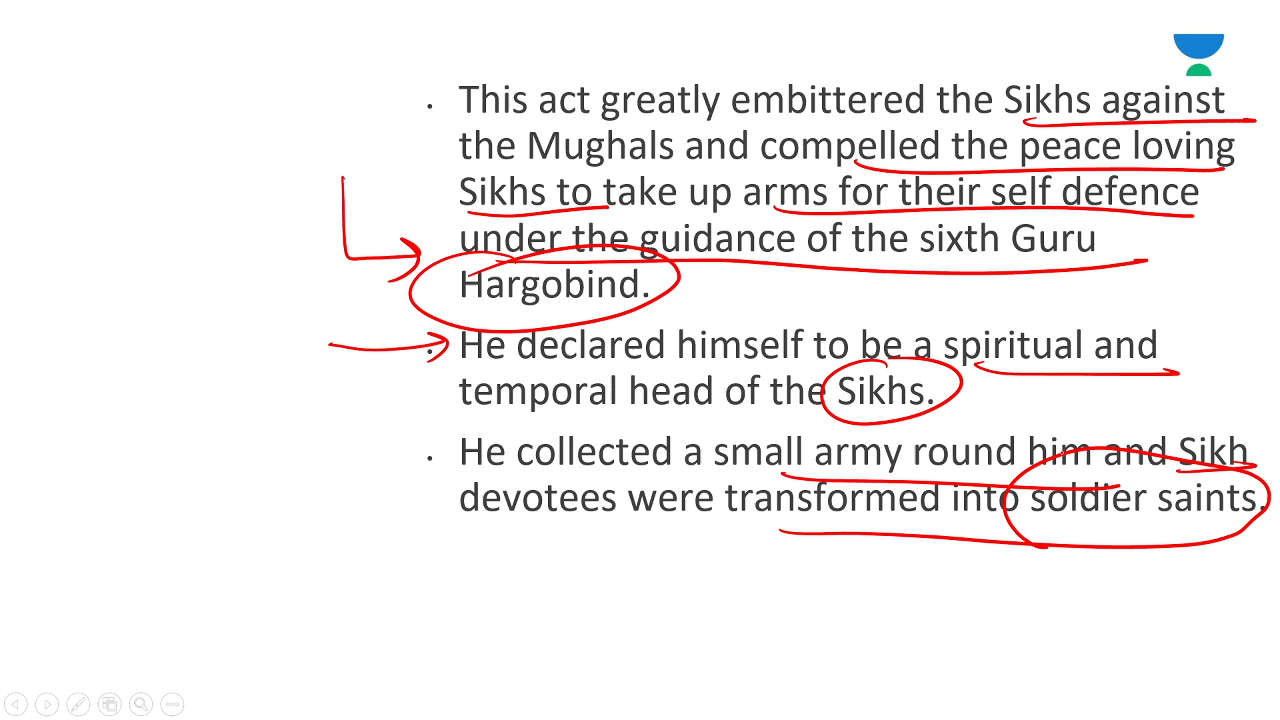 This act greatly embittered the Sikhs against
the Mughals and compelled the peace loving
Sikhs to take up arms for their self defence
under the guidance of the sixth Guru
Hargobind.
He declared himself to be a spiritual and
temporal head of the Sikhs.
He collected a small army round him and Sikh
devotees were transformed into soldier saints.